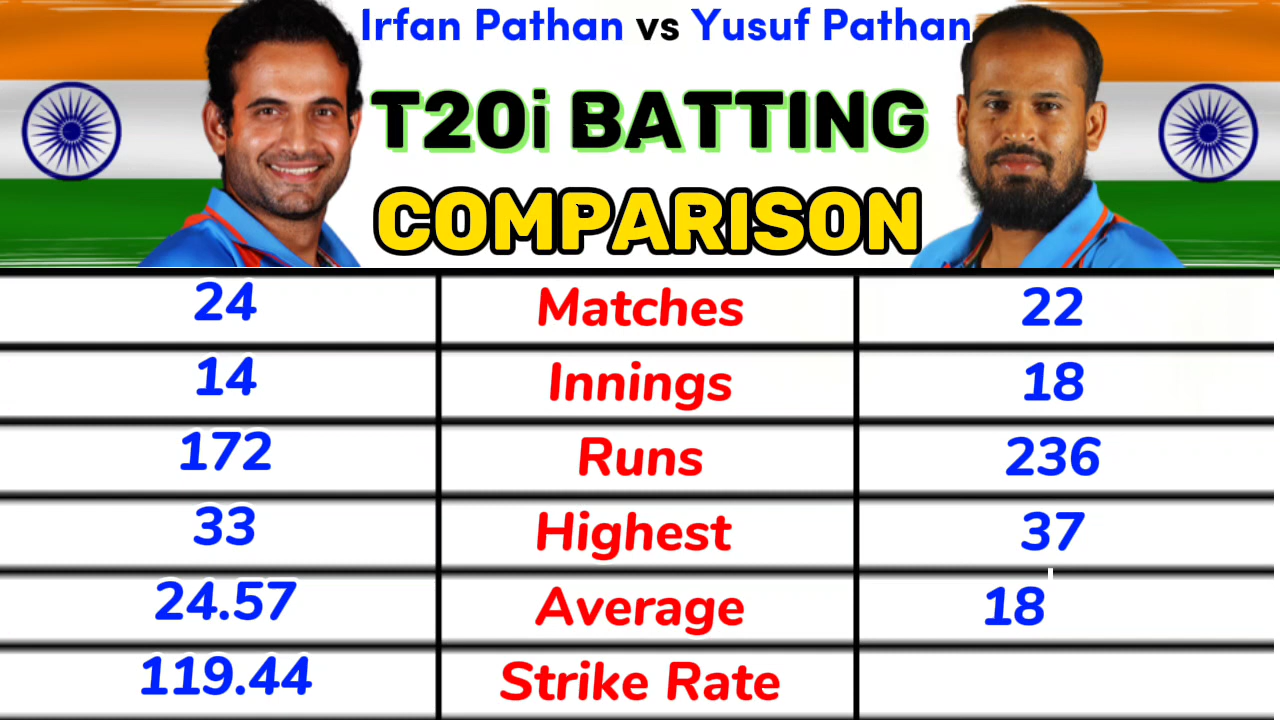 Irfan Pathan vs Yusuf Pathan
T20i BATTING
COMPARISON
24 Matches 22
14 Innings 18
172 Runs 236
33 Highest 37
24.57 Average 18
119.44 Strike Rate